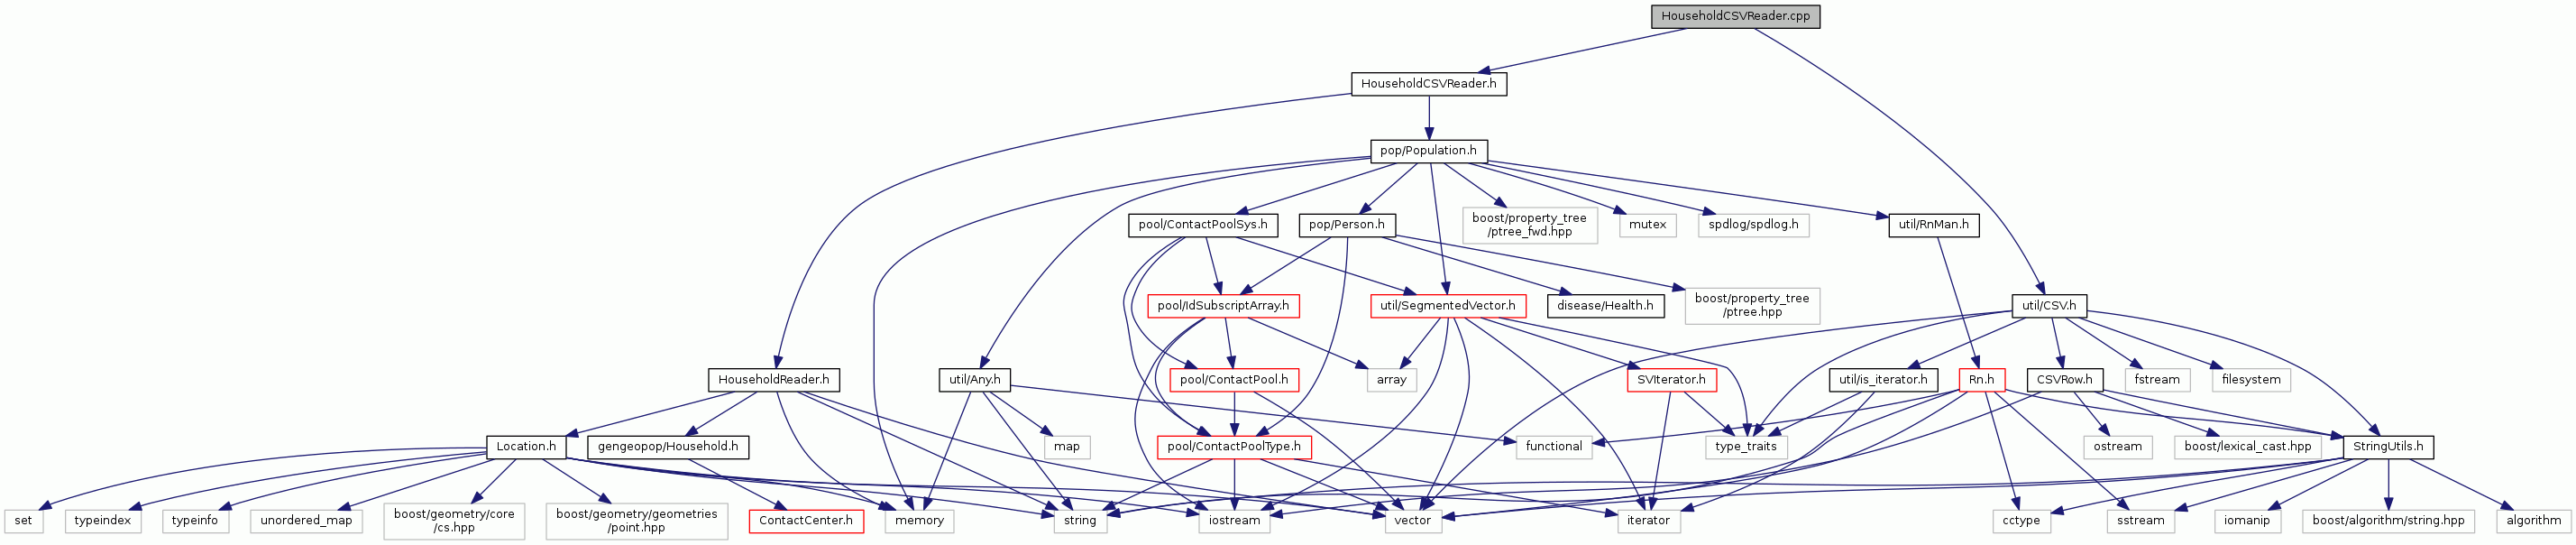 HouseholdCSVReader.cpp
HouseholdCSVReader.h
pop/Population.h
pool/ContactPoolSys.h
pop/Person.h
boost/property_tree
/ptree_fwd.hpp
mutex
spdlog/spdlog.h
util/RnMan.h
pool/IdSubscriptArray.h
util/SegmentedVector.h
disease/Health.h
boost/property_tree
/ptree.hpp
util/CSV.h
HouseholdReader.h
util/Any.h
pool/ContactPool.h
array
SVIterator.h
util/is_iterator.h
Rn.h
CSVRow.h
fstream
filesystem
Location.h
gengeopop/Household.h
map
pool/ContactPoolType.h
functional
type_traits
ostream
boost/lexical_cast.hpp
StringUtils.h
set
typeindex
typeinfo
unordered_map
boost/geometry/core
/cs.hpp
boost/geometry/geometries
/point.hpp
ContactCenter.h
memory
string
iostream
vector
iterator
cctype
sstream
iomanip
boost/algorithm/string.hpp
algorithm